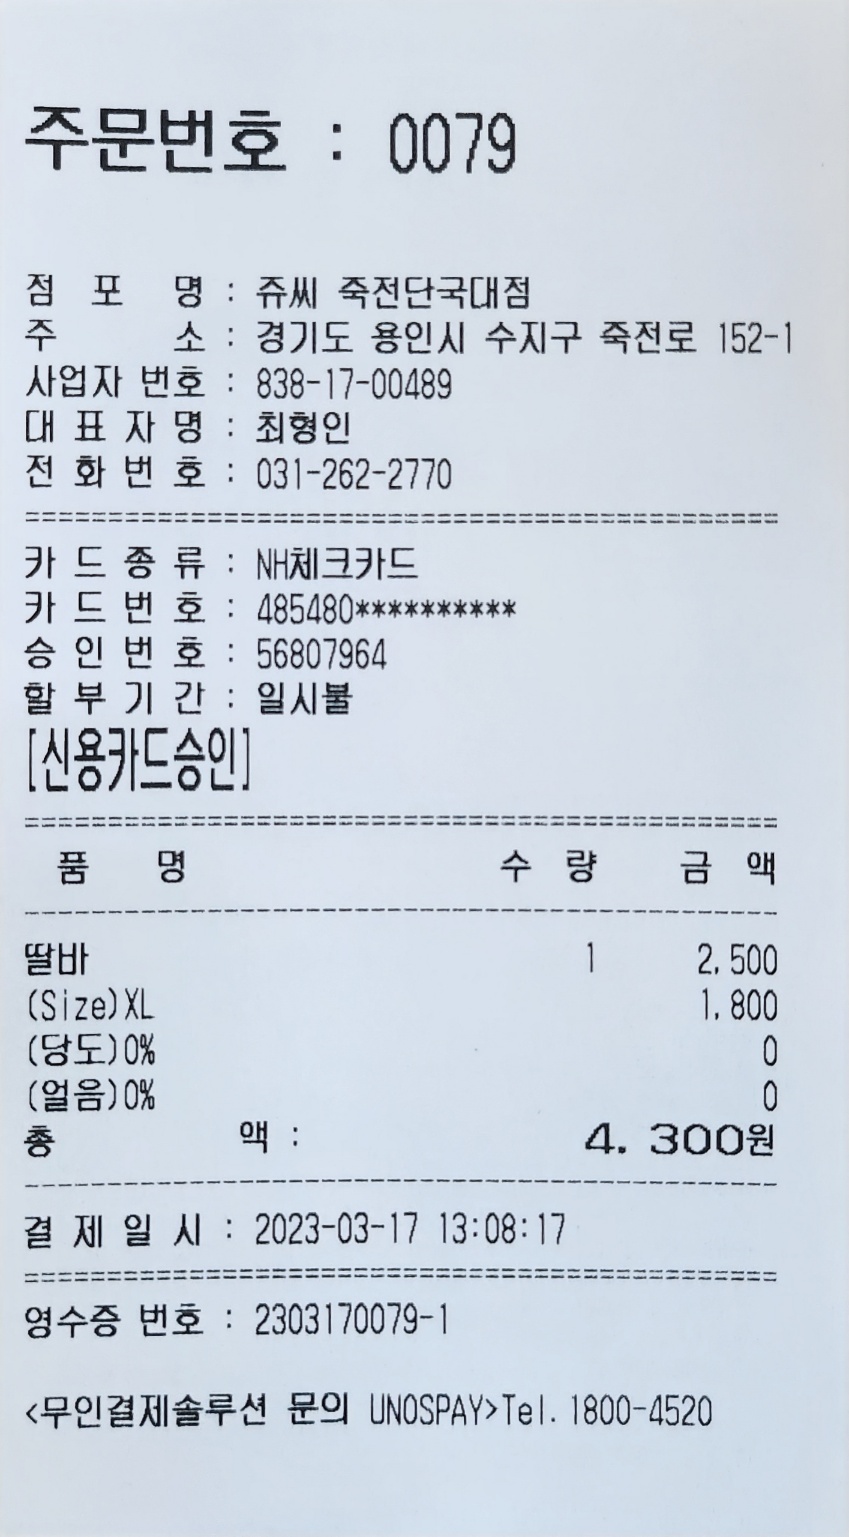 주문번호 : 0079
점 포 명 : 쥬씨 죽전단국대점
주 소 : 경기도 용인시 수지구 죽전로 152-1
사업자 번호 : 838-17-00489
대 표 자 명 : 최형인
전 화 번 호 : 031-262-2770
==============================================
카 드 종 류 : NH체크카드
카 드 번 호 : 485480**********
승 인 번 호 : 56807964
할 부 기 간 : 일시불
[신용카드승인]
==============================================
품 명 수 량 금 액
----------------------------------------------
딸바 1 2,500
(Size)XL 1,800
(당도)0% 0
(얼음)0% 0
총 액 : 4,300원
----------------------------------------------
결 제 일 시 : 2023-03-17 13:08:17
==============================================
영수증 번호 : 2303170079-1
<무인결제솔루션 문의 UNOSPAY>Tel.1800-4520